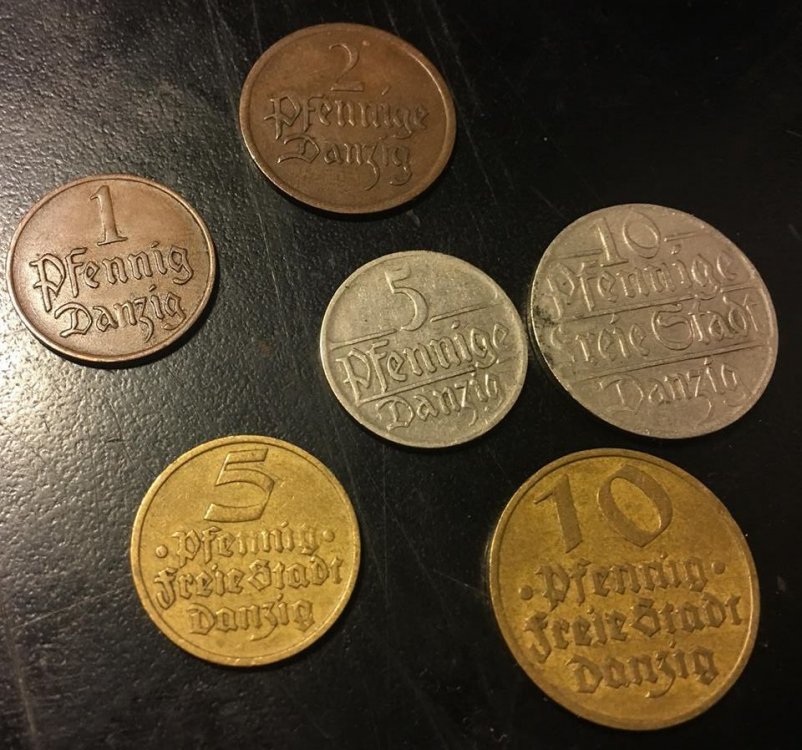 2
Pfennige
Danzig
1
Pfennig
Danzig
5
Pfennige
Danzig
10
Pfennige
Freie Stadt
Danzig
5
· Pfennig ·
Freie Stadt
Danzig
10
· Pfennig ·
Freie Stadt
Danzig